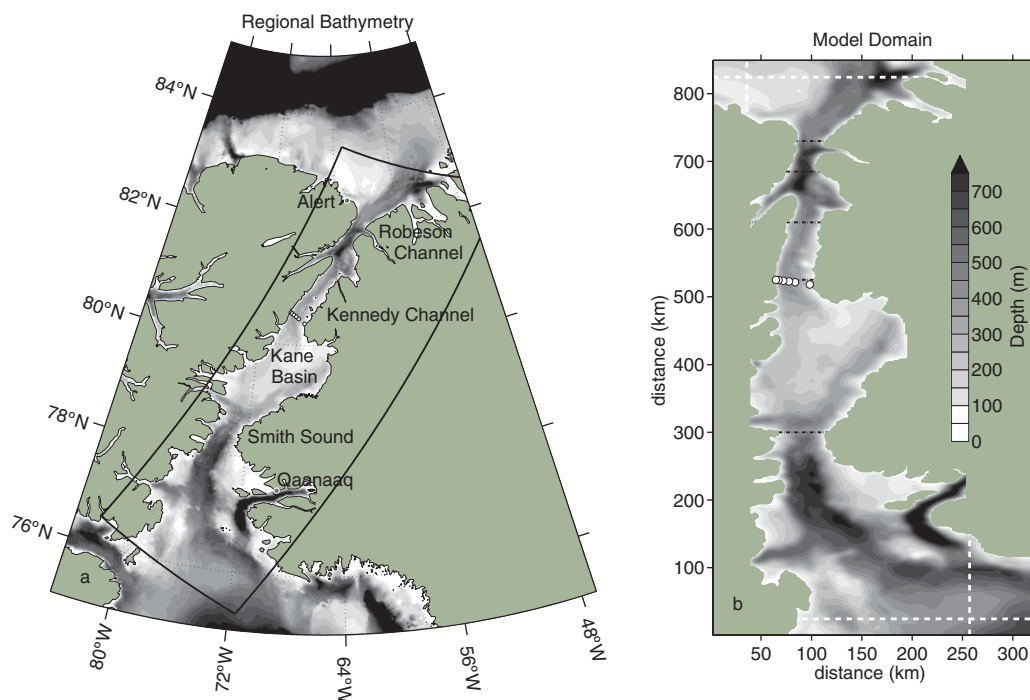 Regional Bathymetry
84°N
82°N
80°N
78°N
76°N
Alert
Robeson
Channel
Kennedy Channel
Kane
Basin
Smith Sound
Qaanaaq
a
80°W
72°W
64°W
56°W
48°W
Model Domain
800
700
600
500
400
300
200
100
distance (km)
50
100
150
200
250
300
distance (km)
b
700
600
500
400
300
200
100
0
Depth (m)